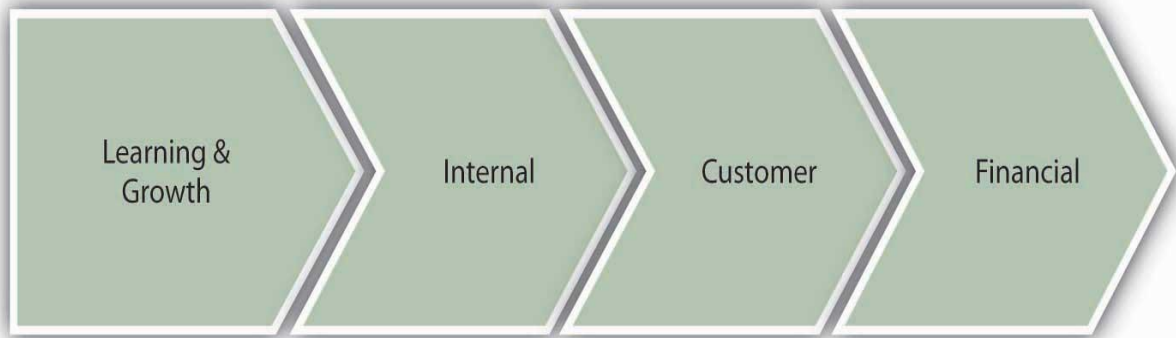 Learning &
Growth
Internal
Customer
Financial